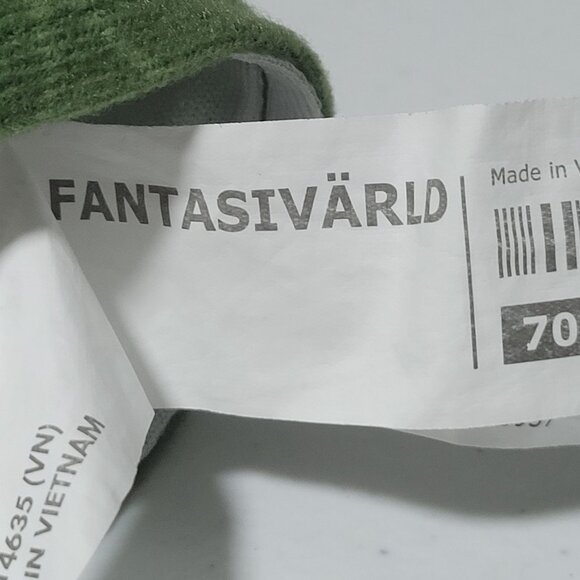 FANTASIVÄRLD
Made in V
70
4635 (VN)
IN VIETNAM